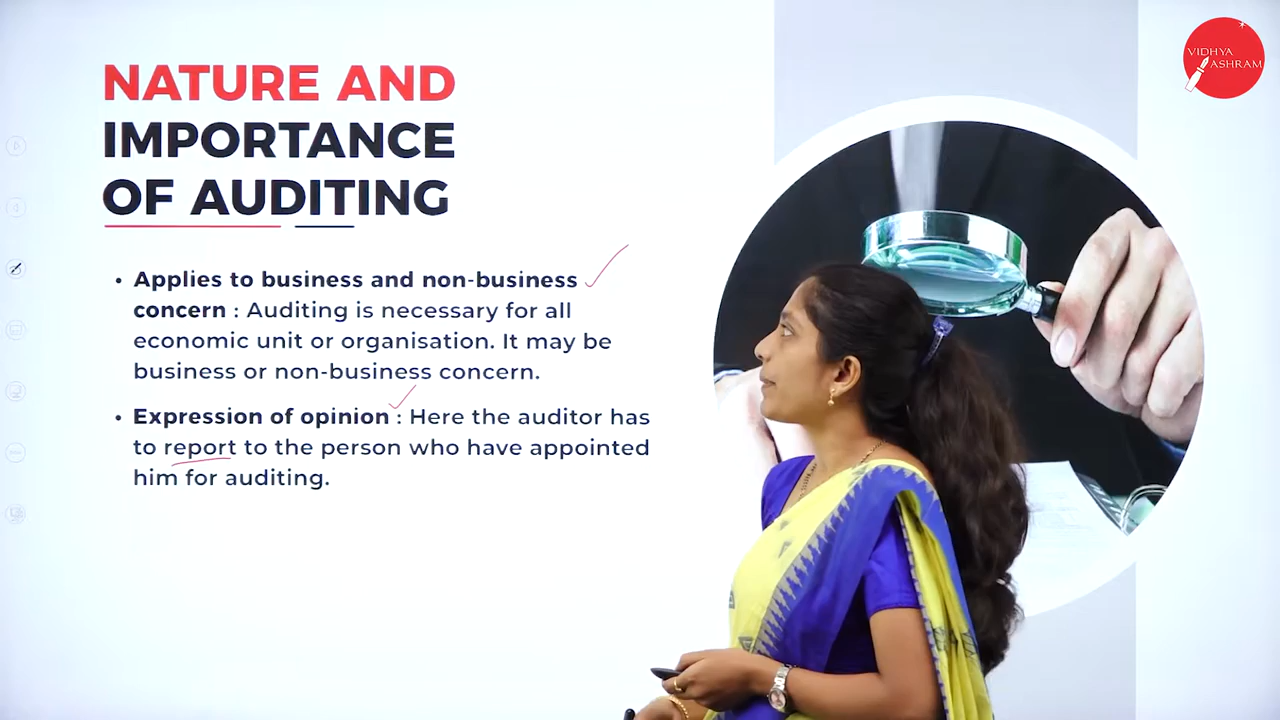 NATURE AND
IMPORTANCE
OF AUDITING
• Applies to business and non-business
concern : Auditing is necessary for all
economic unit or organisation. It may be
business or non-business concern.
• Expression of opinion : Here the auditor has
to report to the person who have appointed
him for auditing.
VIDHYA
ASHRAM